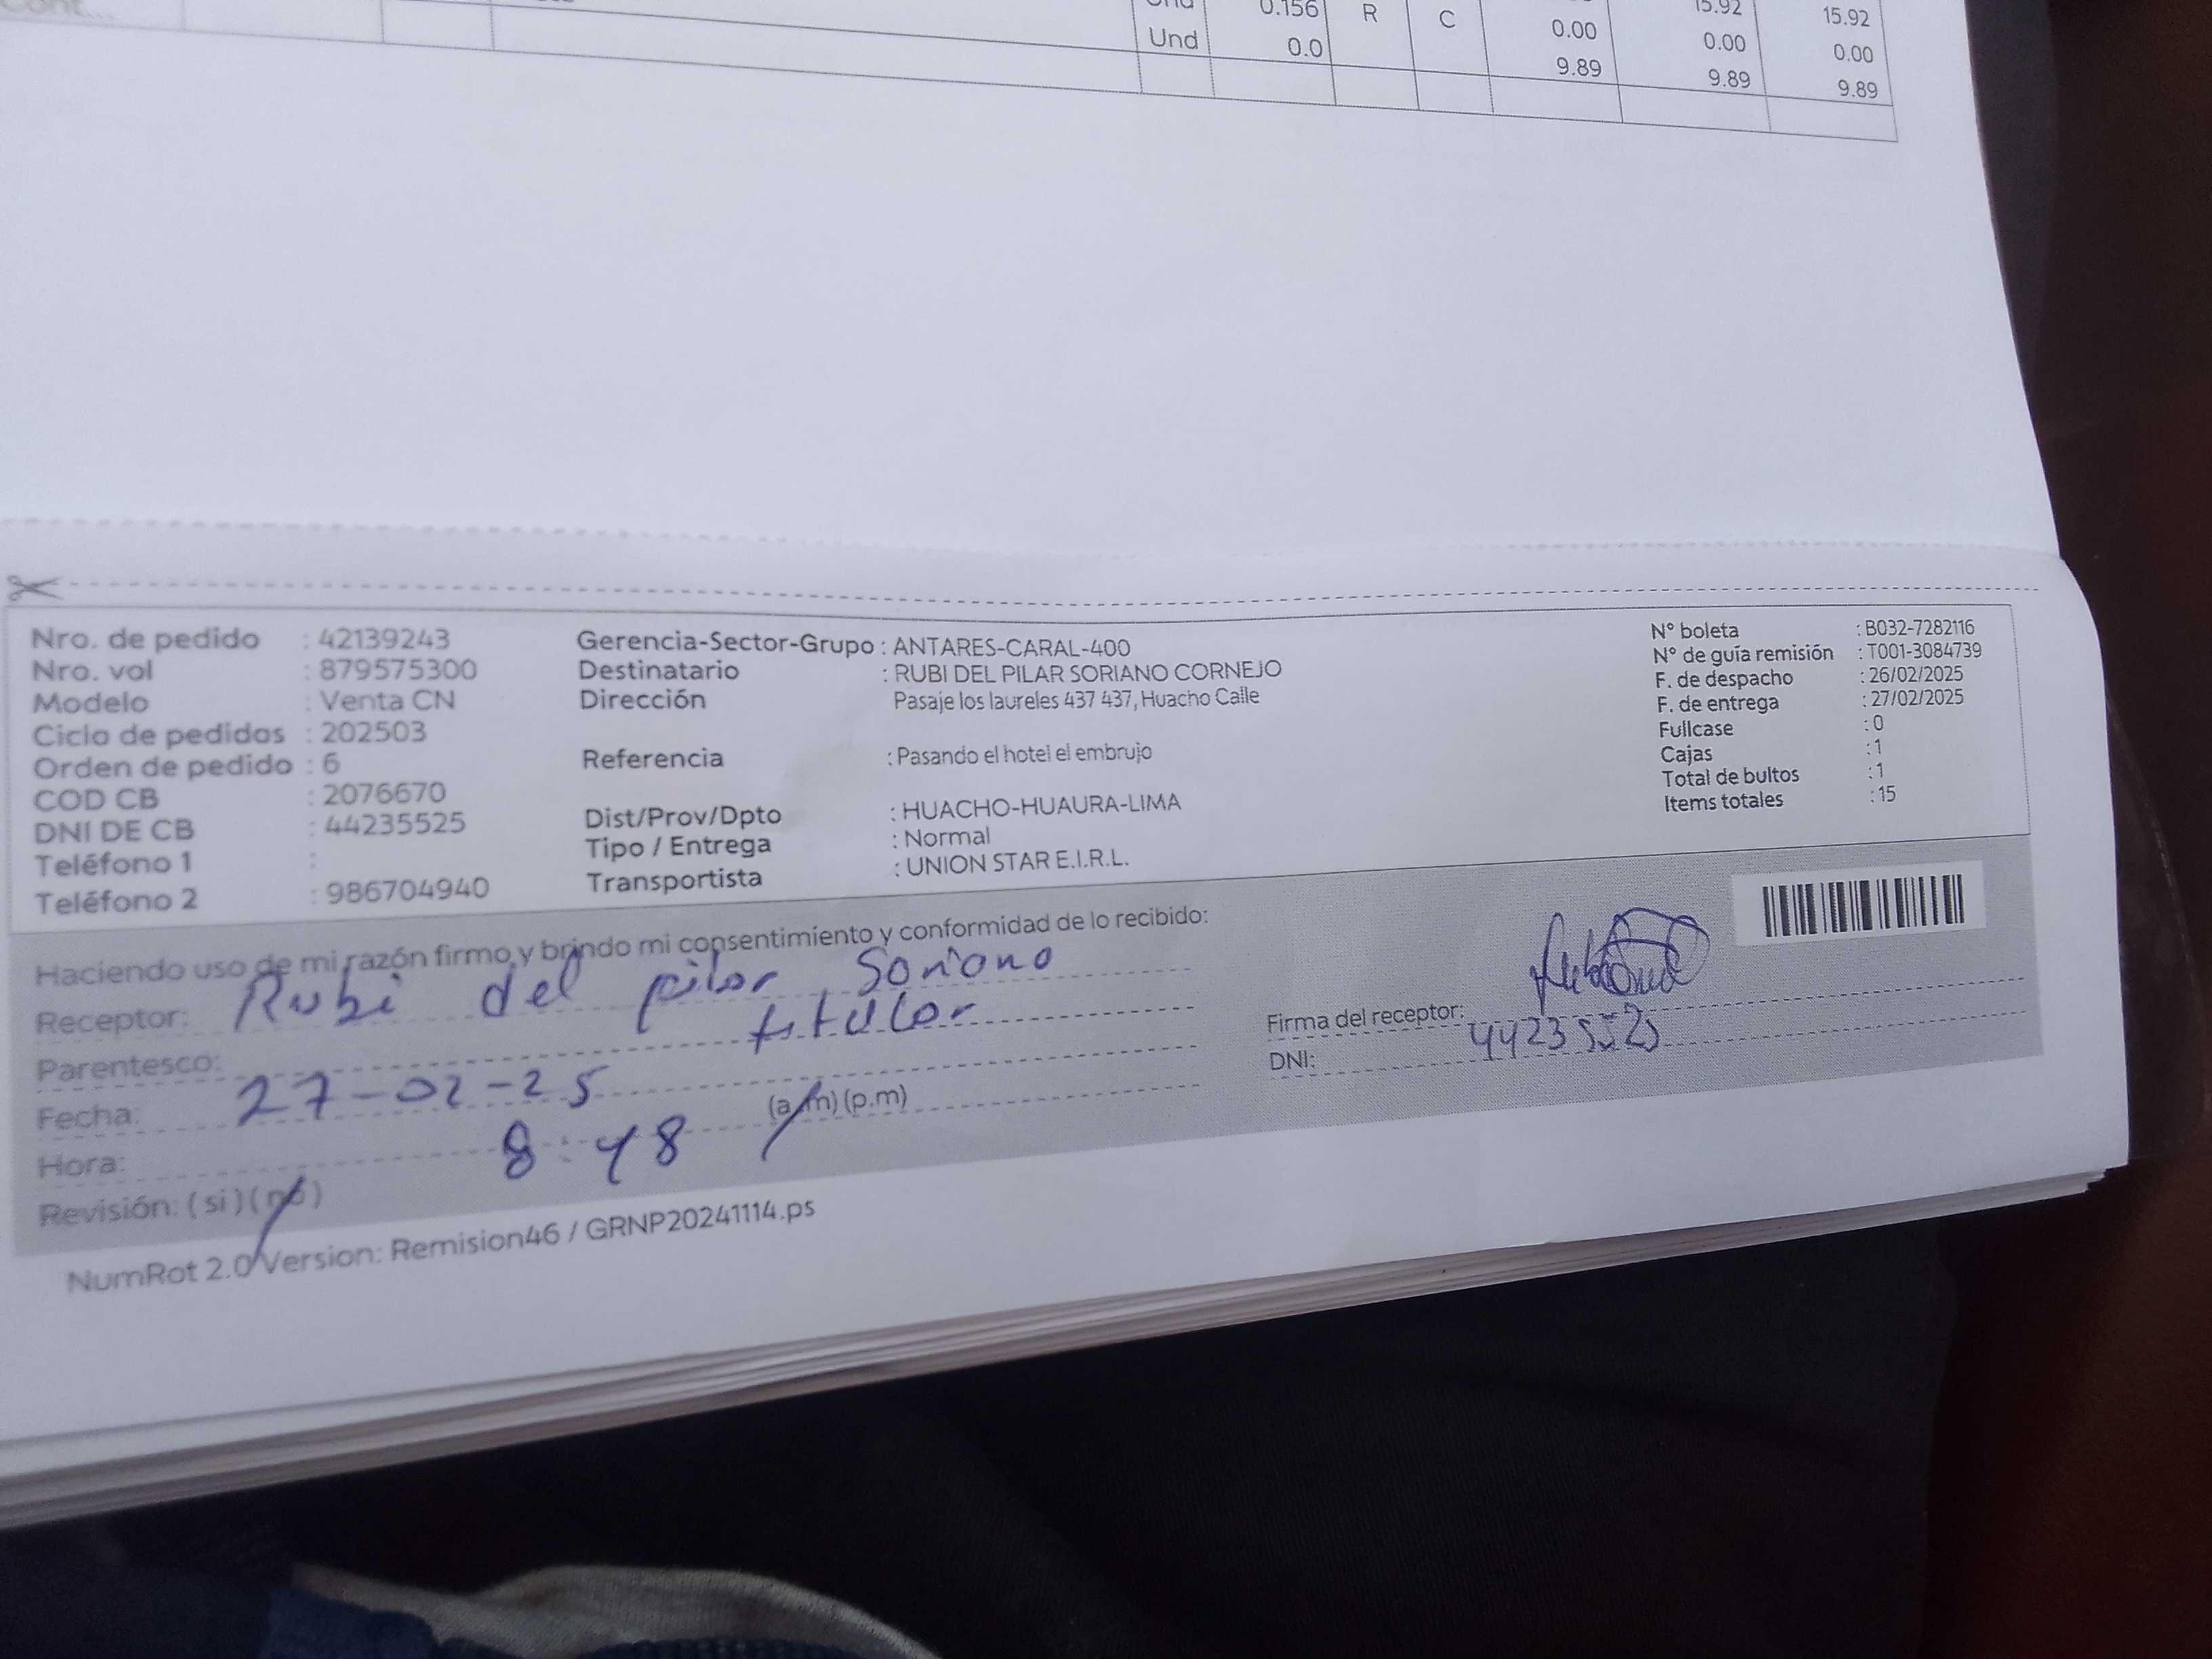 0.156 R C 15.92 15.92
Und 0.0 0.00 0.00 0.00
9.89 9.89 9.89
Nro. de pedido : 42139243
Nro. vol : 879575300
Modelo : Venta CN
Ciclo de pedidos : 202503
Orden de pedido : 6
COD CB : 2076670
DNI DE CB : 44235525
Teléfono 1 :
Teléfono 2 : 986704940
Gerencia-Sector-Grupo : ANTARES-CARAL-400
Destinatario : RUBI DEL PILAR SORIANO CORNEJO
Dirección Pasaje los laureles 437 437, Huacho Calle
Referencia : Pasando el hotel el embrujo
Dist/Prov/Dpto : HUACHO-HUAURA-LIMA
Tipo / Entrega : Normal
Transportista : UNION STAR E.I.R.L.
N° boleta : B032-7282116
N° de guía remisión : T001-3084739
F. de despacho : 26/02/2025
F. de entrega : 27/02/2025
Fullcase : 0
Cajas : 1
Total de bultos : 1
Items totales : 15
Haciendo uso de mi razón firmo y brindo mi consentimiento y conformidad de lo recibido:
Receptor: Rubi del pilar Soriano
Parentesco: titular
Fecha: 27-02-25
Hora: 8:48 (a.m) (p.m)
Revisión: (si) (no)
Firma del receptor:
DNI: 44235525
NumRot 2.0 Version: Remision46 / GRNP20241114.ps